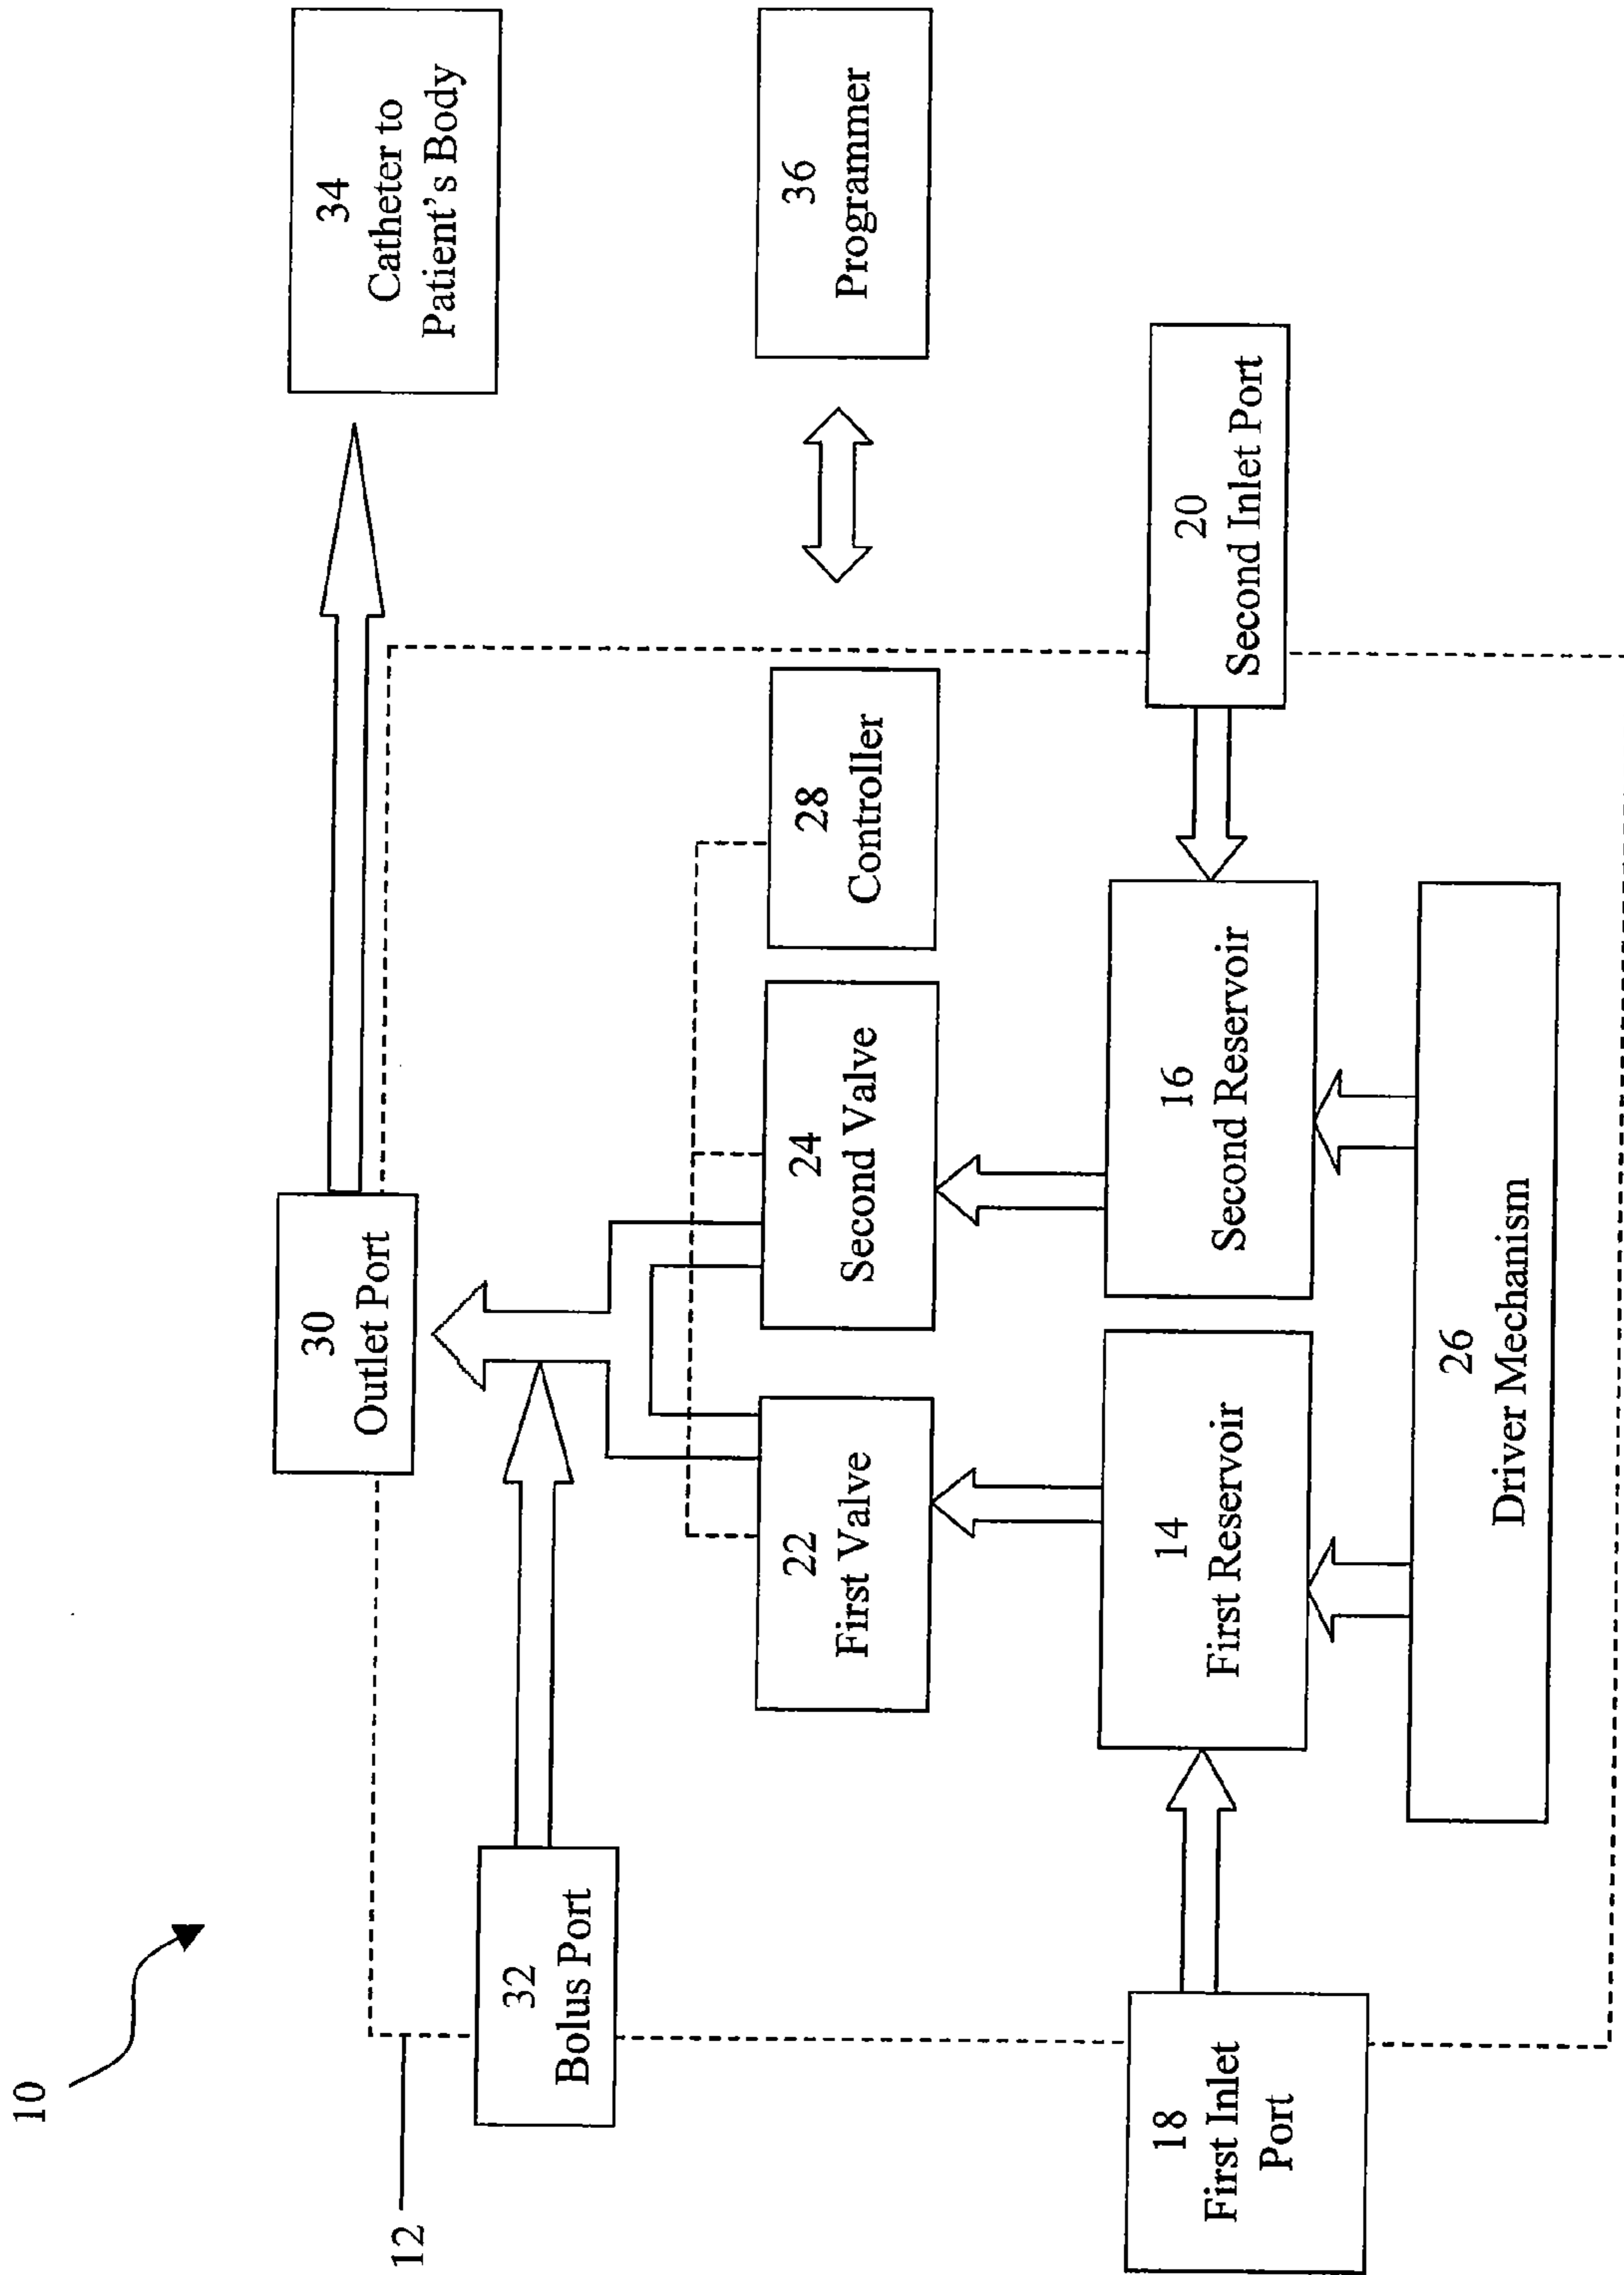 10
12
34
Catheter to
Patient's Body
30
Outlet Port
32
Bolus Port
36
Programmer
22
First Valve
24
Second Valve
28
Controller
18
First Inlet
Port
14
First Reservoir
16
Second Reservoir
20
Second Inlet Port
26
Driver Mechanism